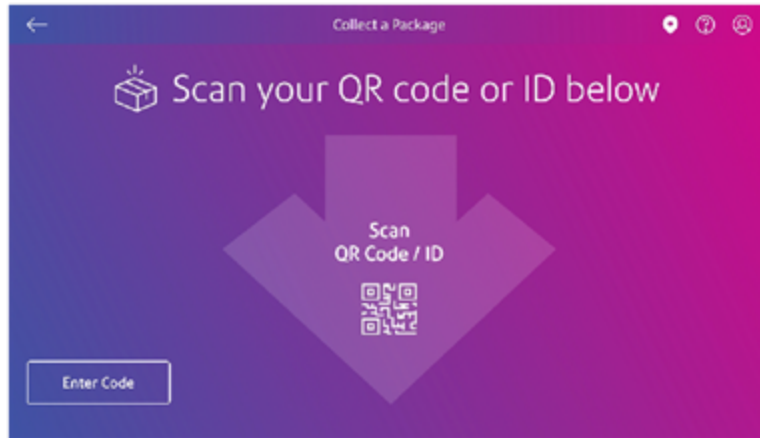 Collect a Package
Scan your QR code or ID below
Scan
QR Code / ID
Enter Code